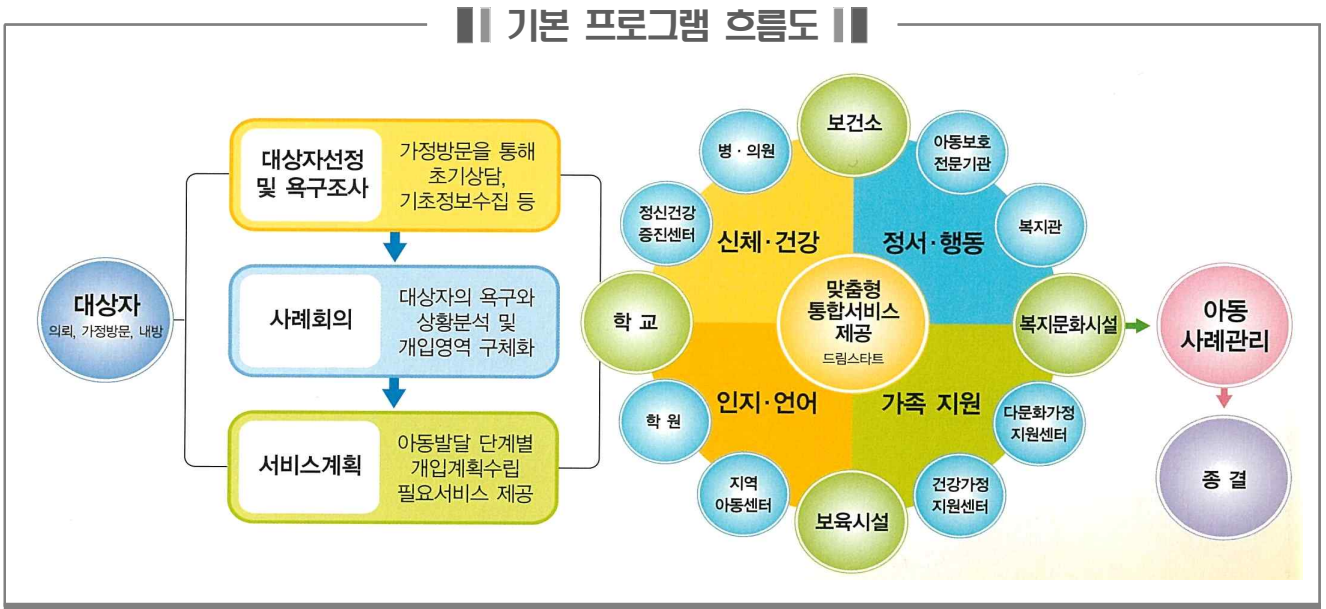 기본 프로그램 흐름도
대상자
의뢰, 가정방문, 내방
대상자선정
및 욕구조사
가정방문을 통해
초기상담,
기초정보수집 등
사례회의
대상자의 욕구와
상황분석 및
개입영역 구체화
서비스계획
아동발달 단계별
개입계획수립
필요서비스 제공
보건소
아동보호
전문기관
복지관
복지문화시설
다문화가정
지원센터
건강가정
지원센터
보육시설
지역
아동센터
학 원
학 교
정신건강
증진센터
병·의원
신체·건강
정서·행동
인지·언어
가족 지원
맞춤형
통합서비스
제공
드림스타트
아동
사례관리
종 결